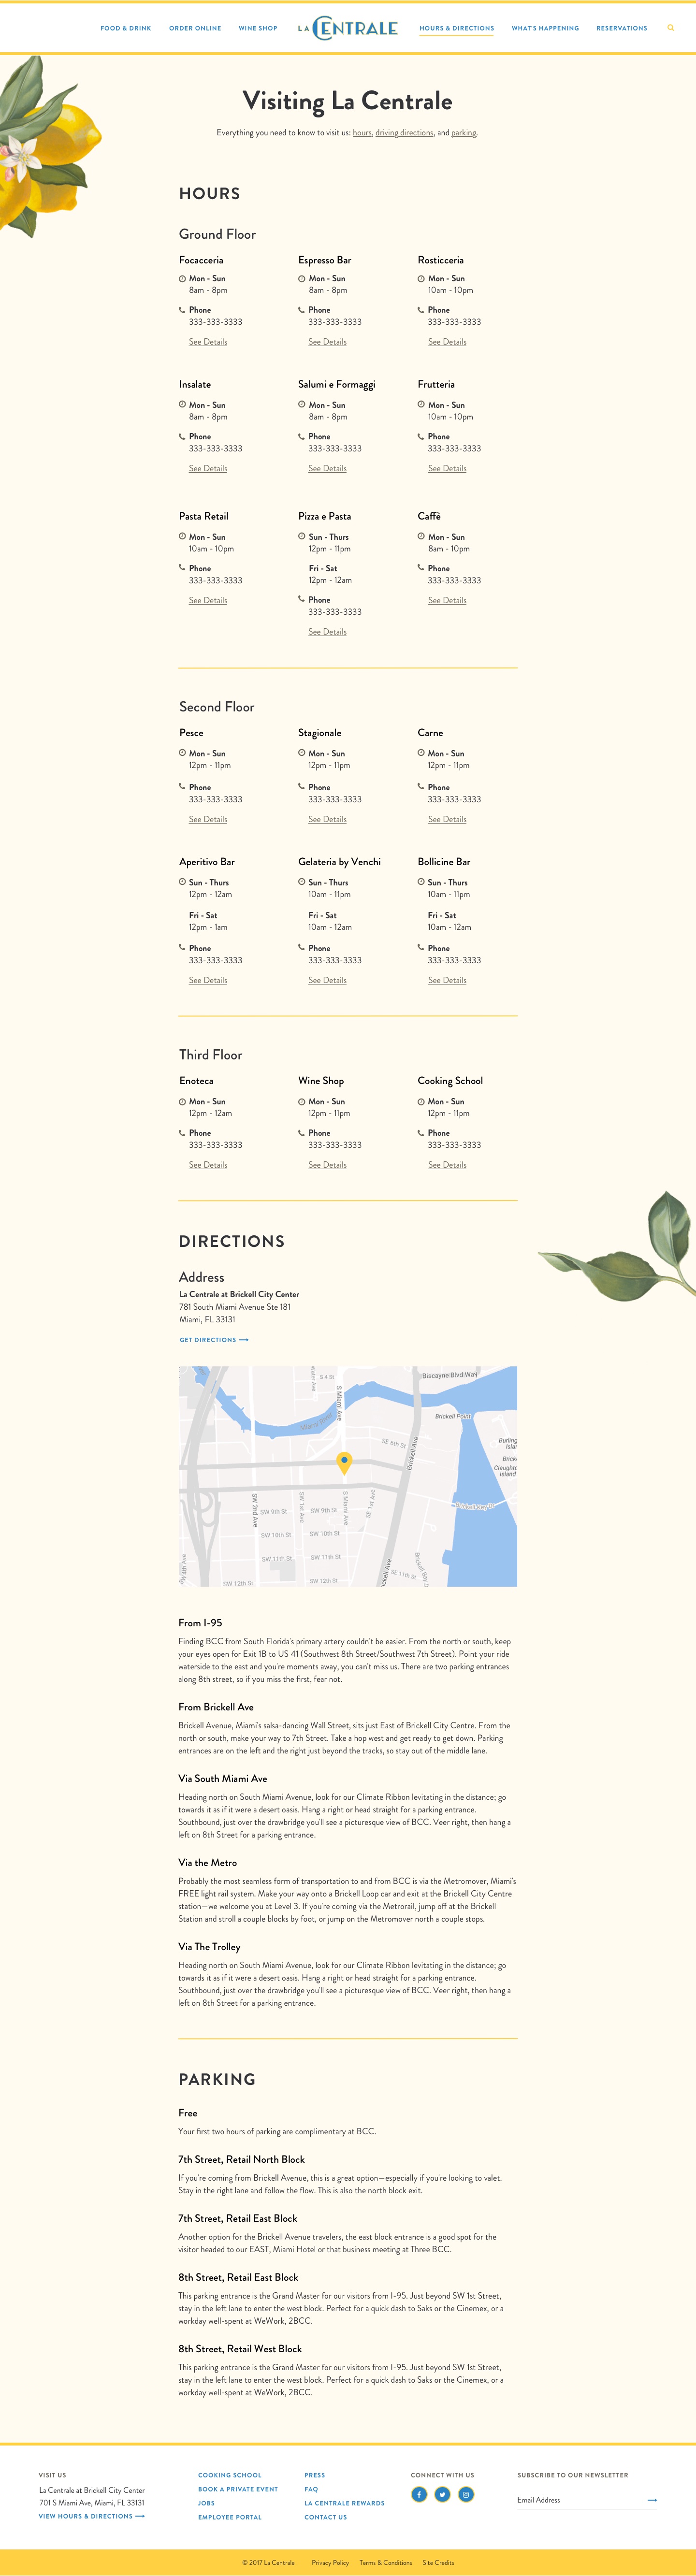 FOOD & DRINK ORDER ONLINE WINE SHOP LA CENTRALE HOURS & DIRECTIONS WHAT'S HAPPENING RESERVATIONS
Visiting La Centrale
Everything you need to know to visit us: hours, driving directions, and parking.
HOURS
Ground Floor
Focacceria
Mon - Sun
8am - 8pm
Phone
333-333-3333
See Details
Espresso Bar
Mon - Sun
8am - 8pm
Phone
333-333-3333
See Details
Rosticceria
Mon - Sun
10am - 10pm
Phone
333-333-3333
See Details
Insalate
Mon - Sun
8am - 8pm
Phone
333-333-3333
See Details
Salumi e Formaggi
Mon - Sun
8am - 8pm
Phone
333-333-3333
See Details
Frutteria
Mon - Sun
10am - 10pm
Phone
333-333-3333
See Details
Pasta Retail
Mon - Sun
10am - 10pm
Phone
333-333-3333
See Details
Pizza e Pasta
Sun - Thurs
12pm - 11pm
Fri - Sat
12pm - 12am
Phone
333-333-3333
See Details
Caffè
Mon - Sun
8am - 10pm
Phone
333-333-3333
See Details
Second Floor
Pesce
Mon - Sun
12pm - 11pm
Phone
333-333-3333
See Details
Stagionale
Mon - Sun
12pm - 11pm
Phone
333-333-3333
See Details
Carne
Mon - Sun
12pm - 11pm
Phone
333-333-3333
See Details
Aperitivo Bar
Sun - Thurs
12pm - 12am
Fri - Sat
12pm - 1am
Phone
333-333-3333
See Details
Gelateria by Venchi
Sun - Thurs
10am - 11pm
Fri - Sat
10am - 12am
Phone
333-333-3333
See Details
Bollicine Bar
Sun - Thurs
10am - 11pm
Fri - Sat
10am - 12am
Phone
333-333-3333
See Details
Third Floor
Enoteca
Mon - Sun
12pm - 12am
Phone
333-333-3333
See Details
Wine Shop
Mon - Sun
12pm - 11pm
Phone
333-333-3333
See Details
Cooking School
Mon - Sun
12pm - 11pm
Phone
333-333-3333
See Details
DIRECTIONS
Address
La Centrale at Brickell City Center
781 South Miami Avenue Ste 181
Miami, FL 33131
GET DIRECTIONS
S 4 St
S Miami Ave
Biscayne Blvd Way
Brickell Point
Miami River
SE 6th St
Brickell Ave
Burling
Islar
Bricke
Claught
Island
Brickell Bay Dr
SW 2nd Ave
SW 1st Ave
S Miami Ave
SE 1st Ave
SW 9th St
SW 9th St
SW 10th St
SW 10th St
SW 11th St
SW 11th St
SE 11th St
SW 12th St
SW 12th St
ckell Ave
From I-95
Finding BCC from South Florida's primary artery couldn't be easier. From the north or south, keep
your eyes open for Exit 1B to US 41 (Southwest 8th Street/Southwest 7th Street). Point your ride
waterside to the east and you're moments away, you can't miss us. There are two parking entrances
along 8th street, so if you miss the first, fear not.
From Brickell Ave
Brickell Avenue, Miami's salsa-dancing Wall Street, sits just East of Brickell City Centre. From the
north or south, make your way to 7th Street. Take a hop west and get ready to get down. Parking
entrances are on the left and the right just beyond the tracks, so stay out of the middle lane.
Via South Miami Ave
Heading north on South Miami Avenue, look for our Climate Ribbon levitating in the distance; go
towards it as if it were a desert oasis. Hang a right or head straight for a parking entrance.
Southbound, just over the drawbridge you'll see a picturesque view of BCC. Veer right, then hang a
left on 8th Street for a parking entrance.
Via the Metro
Probably the most seamless form of transportation to and from BCC is via the Metromover, Miami's
FREE light rail system. Make your way onto a Brickell Loop car and exit at the Brickell City Centre
station—we welcome you at Level 3. If you're coming via the Metrorail, jump off at the Brickell
Station and stroll a couple blocks by foot, or jump on the Metromover north a couple stops.
Via The Trolley
Heading north on South Miami Avenue, look for our Climate Ribbon levitating in the distance; go
towards it as if it were a desert oasis. Hang a right or head straight for a parking entrance.
Southbound, just over the drawbridge you'll see a picturesque view of BCC. Veer right, then hang a
left on 8th Street for a parking entrance.
PARKING
Free
Your first two hours of parking are complimentary at BCC.
7th Street, Retail North Block
If you're coming from Brickell Avenue, this is a great option—especially if you're looking to valet.
Stay in the right lane and follow the flow. This is also the north block exit.
7th Street, Retail East Block
Another option for the Brickell Avenue travelers, the east block entrance is a good spot for the
visitor headed to our EAST, Miami Hotel or that business meeting at Three BCC.
8th Street, Retail East Block
This parking entrance is the Grand Master for our visitors from I-95. Just beyond SW 1st Street,
stay in the left lane to enter the west block. Perfect for a quick dash to Saks or the Cinemex, or a
workday well-spent at WeWork, 2BCC.
8th Street, Retail West Block
This parking entrance is the Grand Master for our visitors from I-95. Just beyond SW 1st Street,
stay in the left lane to enter the west block. Perfect for a quick dash to Saks or the Cinemex, or a
workday well-spent at WeWork, 2BCC.
VISIT US
La Centrale at Brickell City Center
701 S Miami Ave, Miami, FL 33131
VIEW HOURS & DIRECTIONS
COOKING SCHOOL
BOOK A PRIVATE EVENT
JOBS
EMPLOYEE PORTAL
PRESS
FAQ
LA CENTRALE REWARDS
CONTACT US
CONNECT WITH US
SUBSCRIBE TO OUR NEWSLETTER
Email Address
© 2017 La Centrale Privacy Policy Terms & Conditions Site Credits